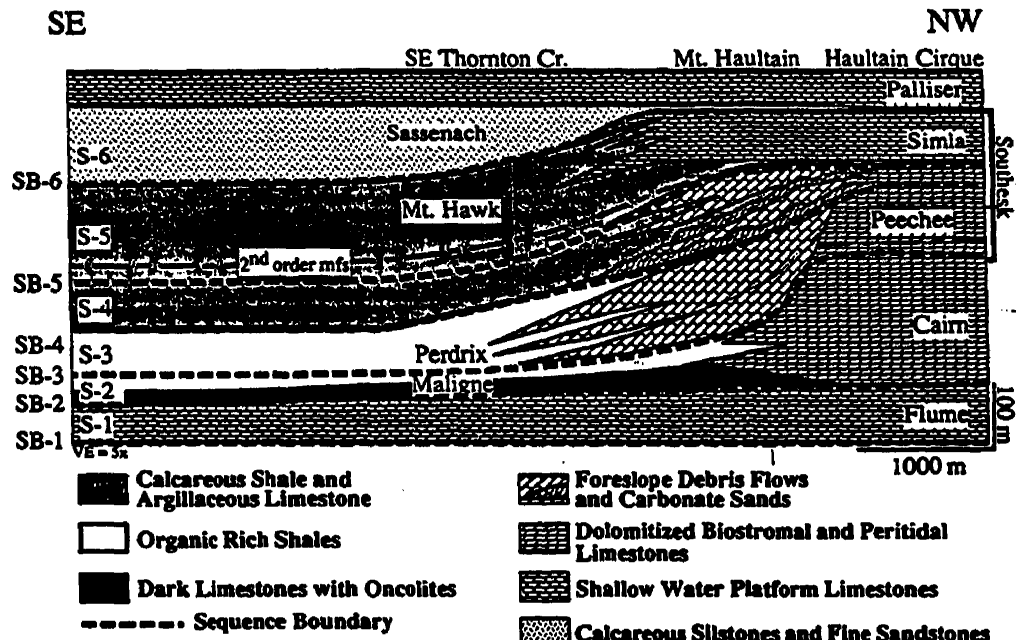 SE
NW
SE Thornton Cr.
Mt. Haultain
Haultain Cirque
Palliser
Sassenach
Simla
Southesk
S-6
SB-6
Mt. Hawk
Peechee
S-5
2nd order mfs
SB-5
S-4
Cairn
SB-4
S-3
Perdrix
SB-3
Maligne
S-2
SB-2
Flume
S-1
100 m
SB-1
VE = 5x
1000 m
Calcareous Shale and
Argillaceous Limestone
Organic Rich Shales
Dark Limestones with Oncolites
Sequence Boundary
Foreslope Debris Flows
and Carbonate Sands
Dolomitized Biostromal and Peritidal
Limestones
Shallow Water Platform Limestones
Calcareous Silstones and Fine Sandstones